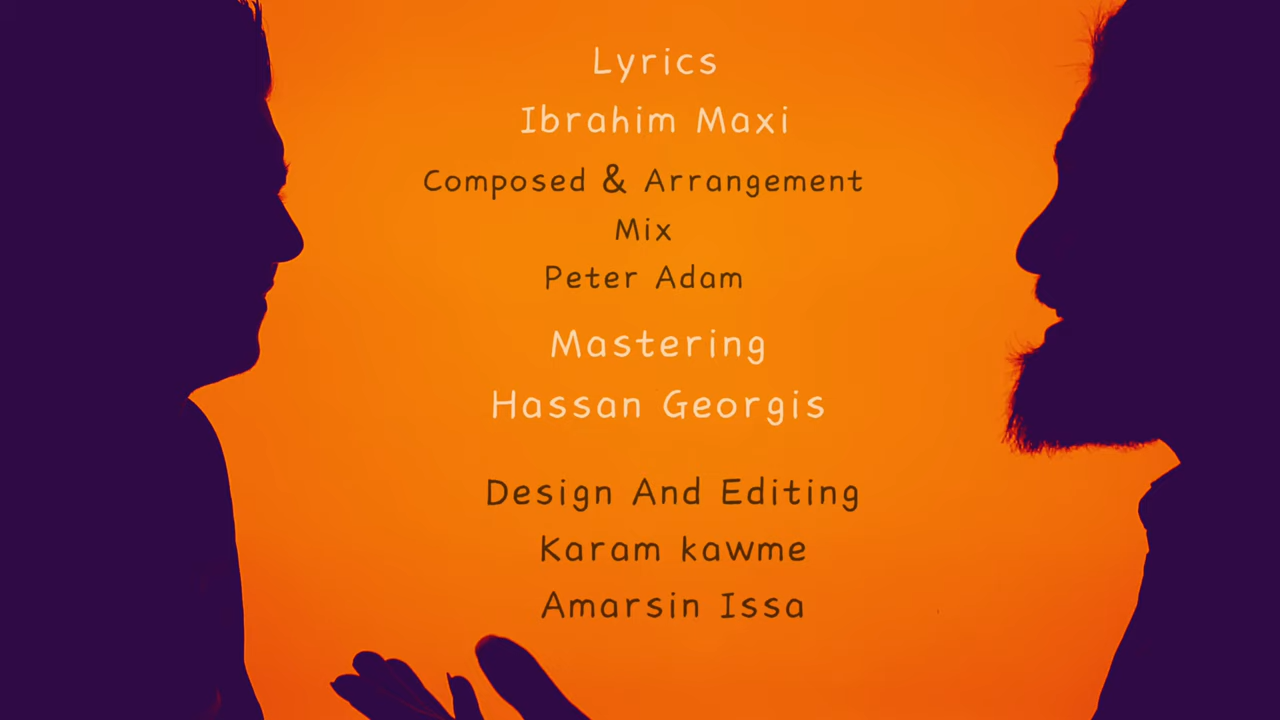 Lyrics
Ibrahim Maxi
Composed & Arrangement
Mix
Peter Adam
Mastering
Hassan Georgis
Design And Editing
Karam kawme
Amarsin Issa